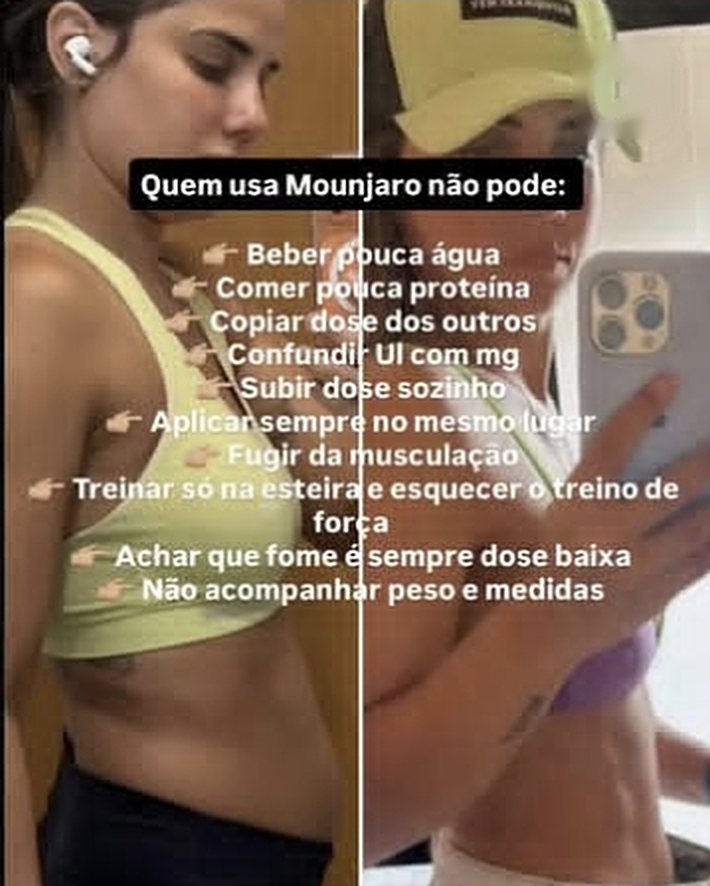 Quem usa Mounjaro não pode:
👉🏼 Beber pouca água
👉🏼 Comer pouca proteína
👉🏼 Copiar dose dos outros
👉🏼 Confundir UI com mg
👉🏼 Subir dose sozinho
👉🏼 Aplicar sempre no mesmo lugar
👉🏼 Fugir da musculação
👉🏼 Treinar só na esteira e esquecer o treino de
força
👉🏼 Achar que fome é sempre dose baixa
👉🏼 Não acompanhar peso e medidas